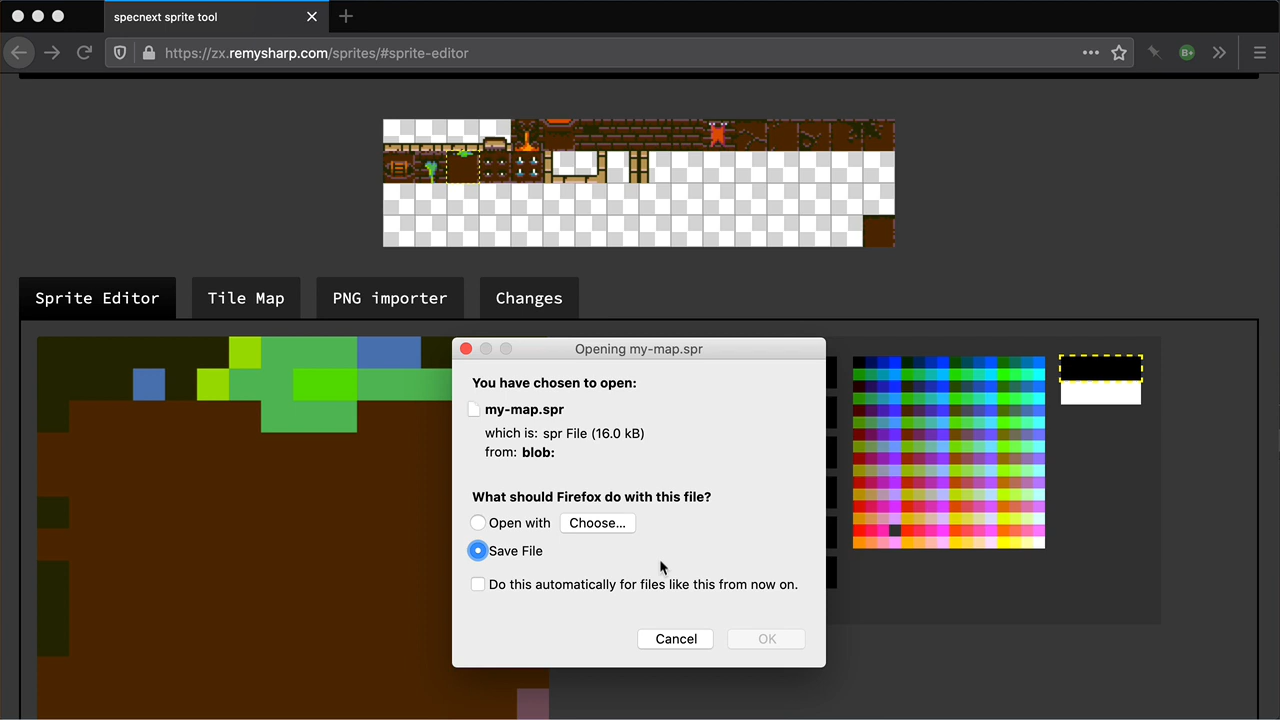 specnext sprite tool
https://zx.remysharp.com/sprites/#sprite-editor
B+
Sprite Editor
Tile Map
PNG importer
Changes
Opening my-map.spr
You have chosen to open:
my-map.spr
which is: spr File (16.0 kB)
from: blob:
What should Firefox do with this file?
Open with
Choose...
Save File
Do this automatically for files like this from now on.
Cancel
OK